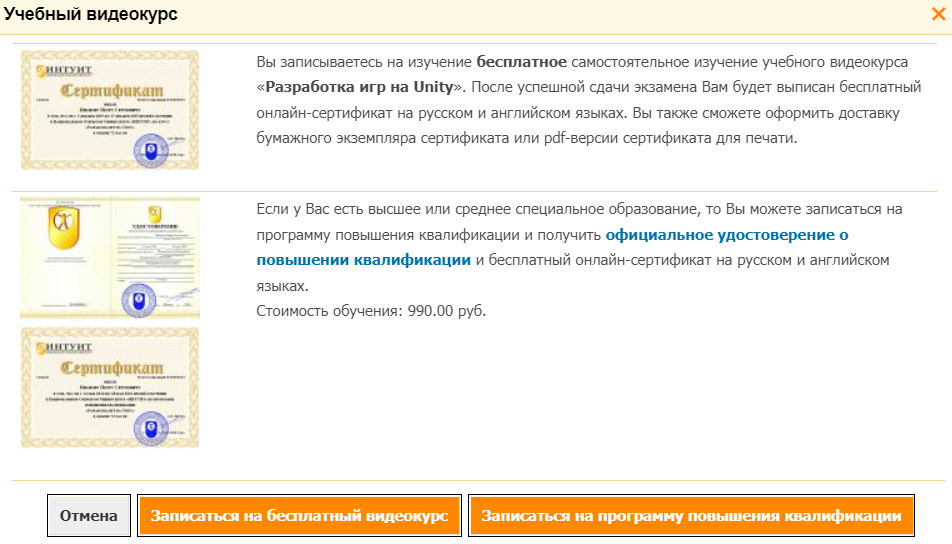 Учебный видеокурс
ИНТУИТ
Сертификат
Вы записываетесь на изучение бесплатное самостоятельное изучение учебного видеокурса
«Разработка игр на Unity». После успешной сдачи экзамена Вам будет выписан бесплатный
онлайн-сертификат на русском и английском языках. Вы также сможете оформить доставку
бумажного экземпляра сертификата или pdf-версии сертификата для печати.
УДОСТОВЕРЕНИЕ
Если у Вас есть высшее или среднее специальное образование, то Вы можете записаться на
программу повышения квалификации и получить официальное удостоверение о
повышении квалификации и бесплатный онлайн-сертификат на русском и английском
языках.
Стоимость обучения: 990.00 руб.
ИНТУИТ
Сертификат
Отмена
Записаться на бесплатный видеокурс
Записаться на программу повышения квалификации